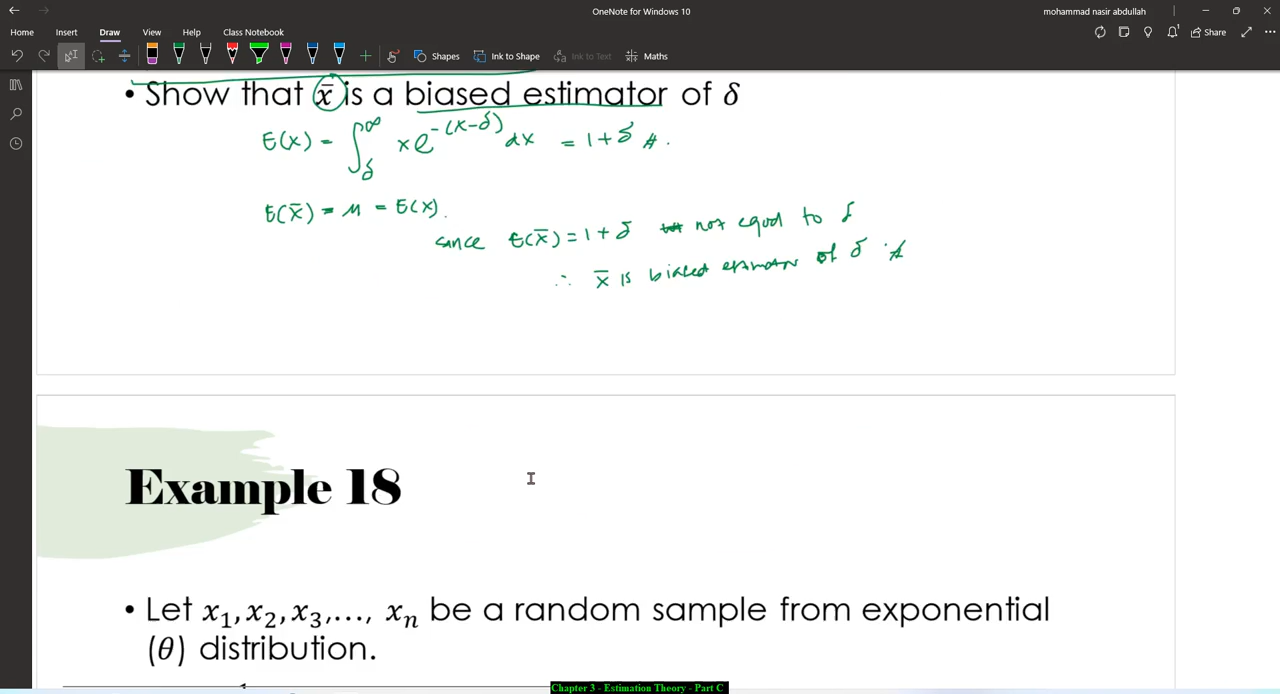 OneNote for Windows 10
mohammad nasir abdullah
Home Insert Draw View Help Class Notebook
Share
Shapes Ink to Shape Ink to Text Maths
• Show that x̄ is a biased estimator of δ
E(x) = ∫_δ^∞ x e^{-(x-δ)} dx = 1 + δ #.
E(x̄) = μ = E(x).
since E(x̄) = 1 + δ not equal to δ
∴ x̄ is biased estimator of δ #
Example 18
• Let x₁, x₂, x₃,…, xₙ be a random sample from exponential
(θ) distribution.
Chapter 3 - Estimation Theory - Part C